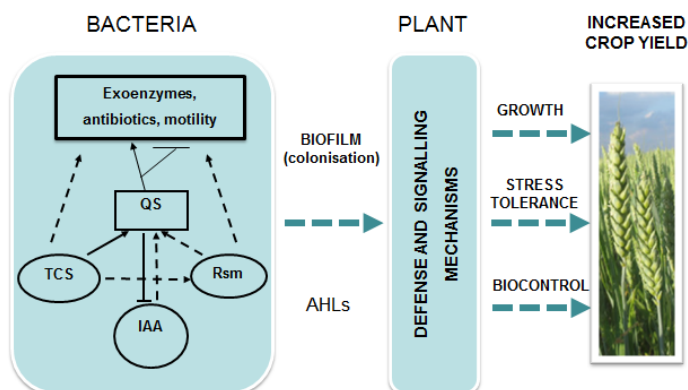 BACTERIA
PLANT
INCREASED
CROP YIELD
Exoenzymes,
antibiotics, motility
QS
TCS
Rsm
IAA
BIOFILM
(colonisation)
AHLs
DEFENSE AND SIGNALLING
MECHANISMS
GROWTH
STRESS
TOLERANCE
BIOCONTROL